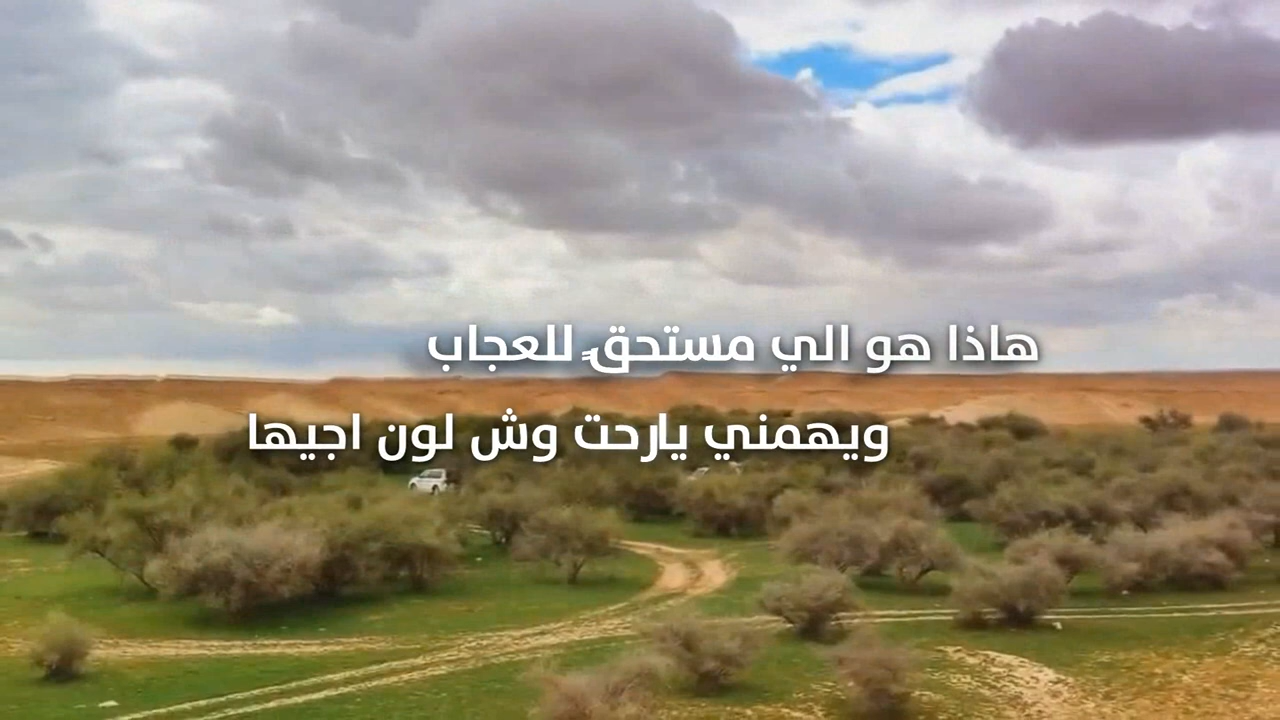 هاذا هو الي مستحقٍ للعجاب
ويهمني يارحت وش لون اجيها